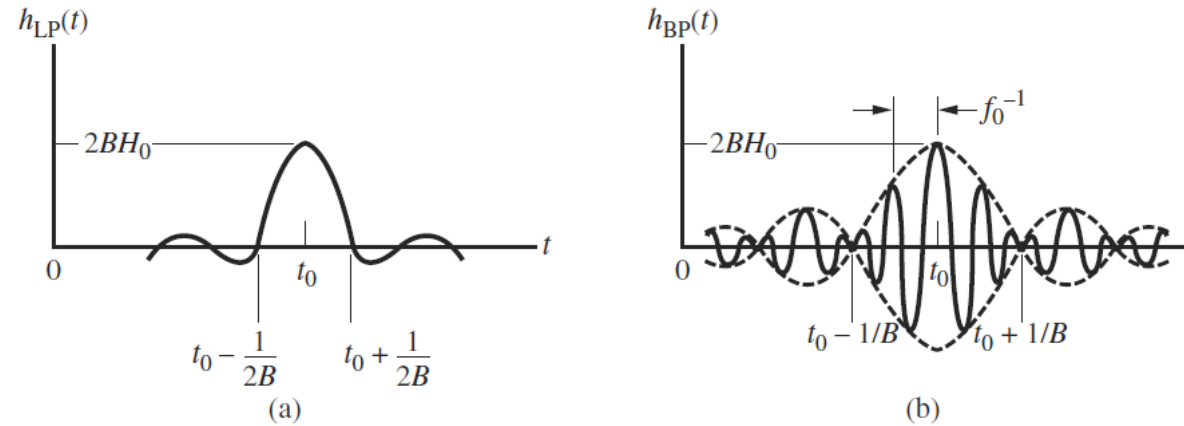 h_LP(t)
2BH_0
t
0
t_0
t_0 − 1/2B
t_0 + 1/2B
(a)
h_BP(t)
f_0^−1
2BH_0
0
t_0
t
t_0 − 1/B
t_0 + 1/B
(b)